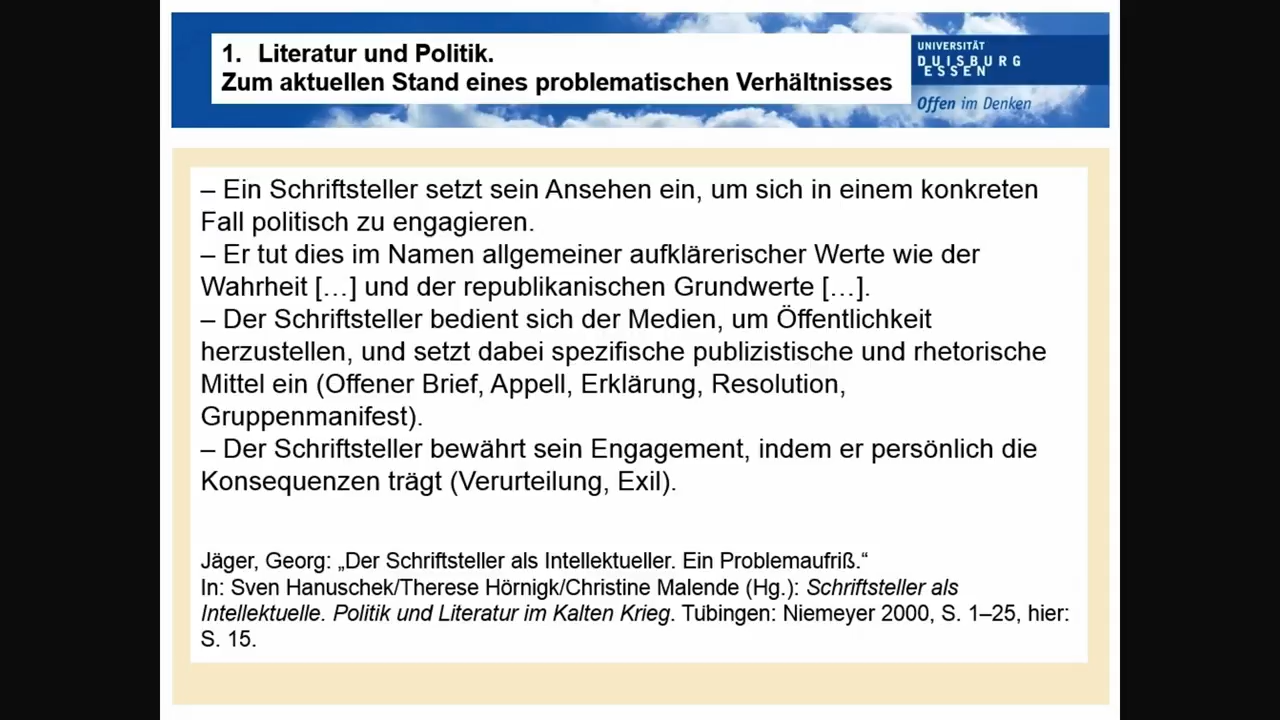 1. Literatur und Politik.
Zum aktuellen Stand eines problematischen Verhältnisses
UNIVERSITÄT
DUISBURG
ESSEN
Offen im Denken
– Ein Schriftsteller setzt sein Ansehen ein, um sich in einem konkreten
Fall politisch zu engagieren.
– Er tut dies im Namen allgemeiner aufklärerischer Werte wie der
Wahrheit […] und der republikanischen Grundwerte […].
– Der Schriftsteller bedient sich der Medien, um Öffentlichkeit
herzustellen, und setzt dabei spezifische publizistische und rhetorische
Mittel ein (Offener Brief, Appell, Erklärung, Resolution,
Gruppenmanifest).
– Der Schriftsteller bewährt sein Engagement, indem er persönlich die
Konsequenzen trägt (Verurteilung, Exil).
Jäger, Georg: „Der Schriftsteller als Intellektueller. Ein Problemaufriß.“
In: Sven Hanuschek/Therese Hörnigk/Christine Malende (Hg.): Schriftsteller als
Intellektuelle. Politik und Literatur im Kalten Krieg. Tübingen: Niemeyer 2000, S. 1–25, hier:
S. 15.